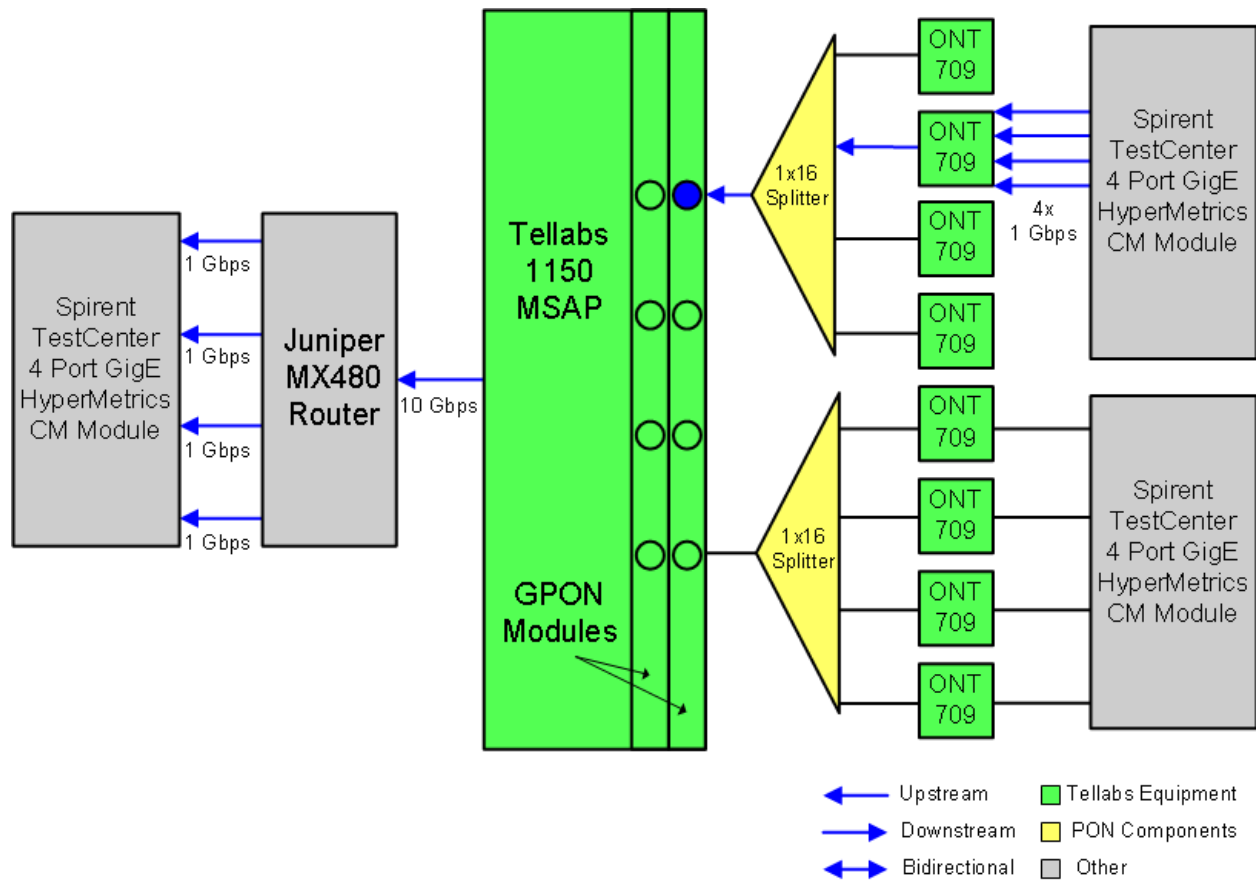 Spirent
TestCenter
4 Port GigE
HyperMetrics
CM Module
1 Gbps
1 Gbps
1 Gbps
1 Gbps
Juniper
MX480
Router
10 Gbps
Tellabs
1150
MSAP
GPON
Modules
1x16
Splitter
1x16
Splitter
ONT
709
ONT
709
ONT
709
ONT
709
ONT
709
ONT
709
ONT
709
ONT
709
4x
1 Gbps
Spirent
TestCenter
4 Port GigE
HyperMetrics
CM Module
Spirent
TestCenter
4 Port GigE
HyperMetrics
CM Module
Upstream
Downstream
Bidirectional
Tellabs Equipment
PON Components
Other